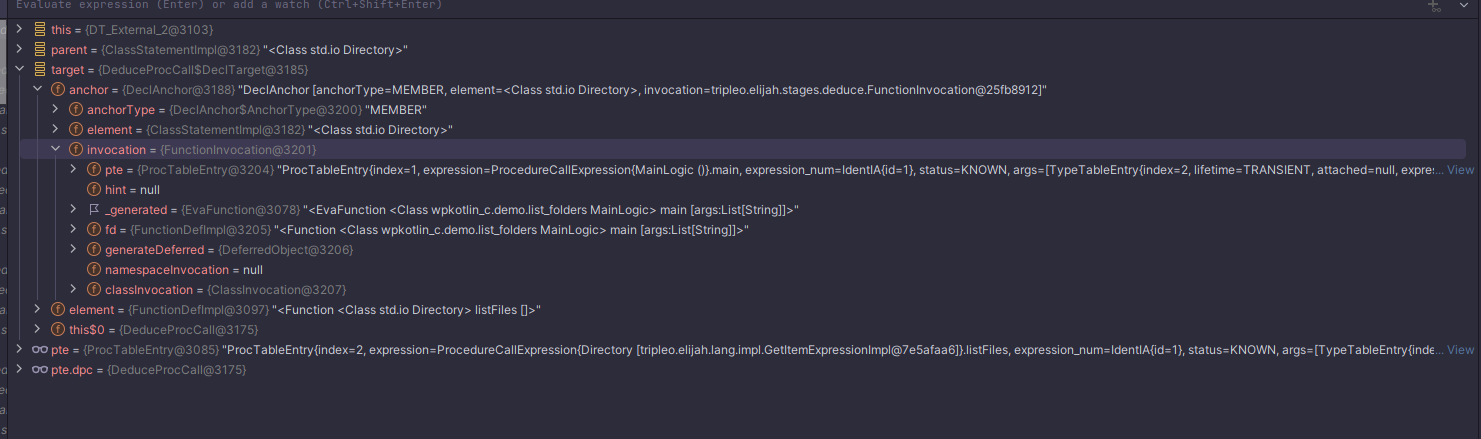 Evaluate expression (Enter) or add a watch (Ctrl+Shift+Enter)
this = {DT_External_2@3103}
parent = {ClassStatementImpl@3182} "<Class std.io Directory>"
target = {DeduceProcCall$DeclTarget@3185}
anchor = {DeclAnchor@3188} "DeclAnchor [anchorType=MEMBER, element=<Class std.io Directory>, invocation=tripleo.elijah.stages.deduce.FunctionInvocation@25fb8912]"
anchorType = {DeclAnchor$AnchorType@3200} "MEMBER"
element = {ClassStatementImpl@3182} "<Class std.io Directory>"
invocation = {FunctionInvocation@3201}
pte = {ProcTableEntry@3204} "ProcTableEntry{index=1, expression=ProcedureCallExpression{MainLogic ()}.main, expression_num=IdentIA{id=1}, status=KNOWN, args=[TypeTableEntry{index=2, lifetime=TRANSIENT, attached=null, expres... View
hint = null
_generated = {EvaFunction@3078} "<EvaFunction <Class wpkotlin_c.demo.list_folders MainLogic> main [args:List[String]]>"
fd = {FunctionDefImpl@3205} "<Function <Class wpkotlin_c.demo.list_folders MainLogic> main [args:List[String]]>"
generateDeferred = {DeferredObject@3206}
namespaceInvocation = null
classInvocation = {ClassInvocation@3207}
element = {FunctionDefImpl@3097} "<Function <Class std.io Directory> listFiles []>"
this$0 = {DeduceProcCall@3175}
pte = {ProcTableEntry@3085} "ProcTableEntry{index=2, expression=ProcedureCallExpression{Directory [tripleo.elijah.lang.impl.GetItemExpressionImpl@7e5afaa6]}.listFiles, expression_num=IdentIA{id=1}, status=KNOWN, args=[TypeTableEntry{inde... View
pte.dpc = {DeduceProcCall@3175}